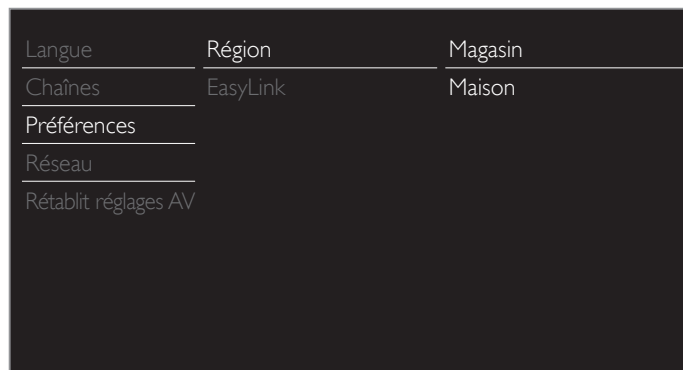 Langue
Chaînes
Préférences
Réseau
Rétablit réglages AV
Région
EasyLink
Magasin
Maison